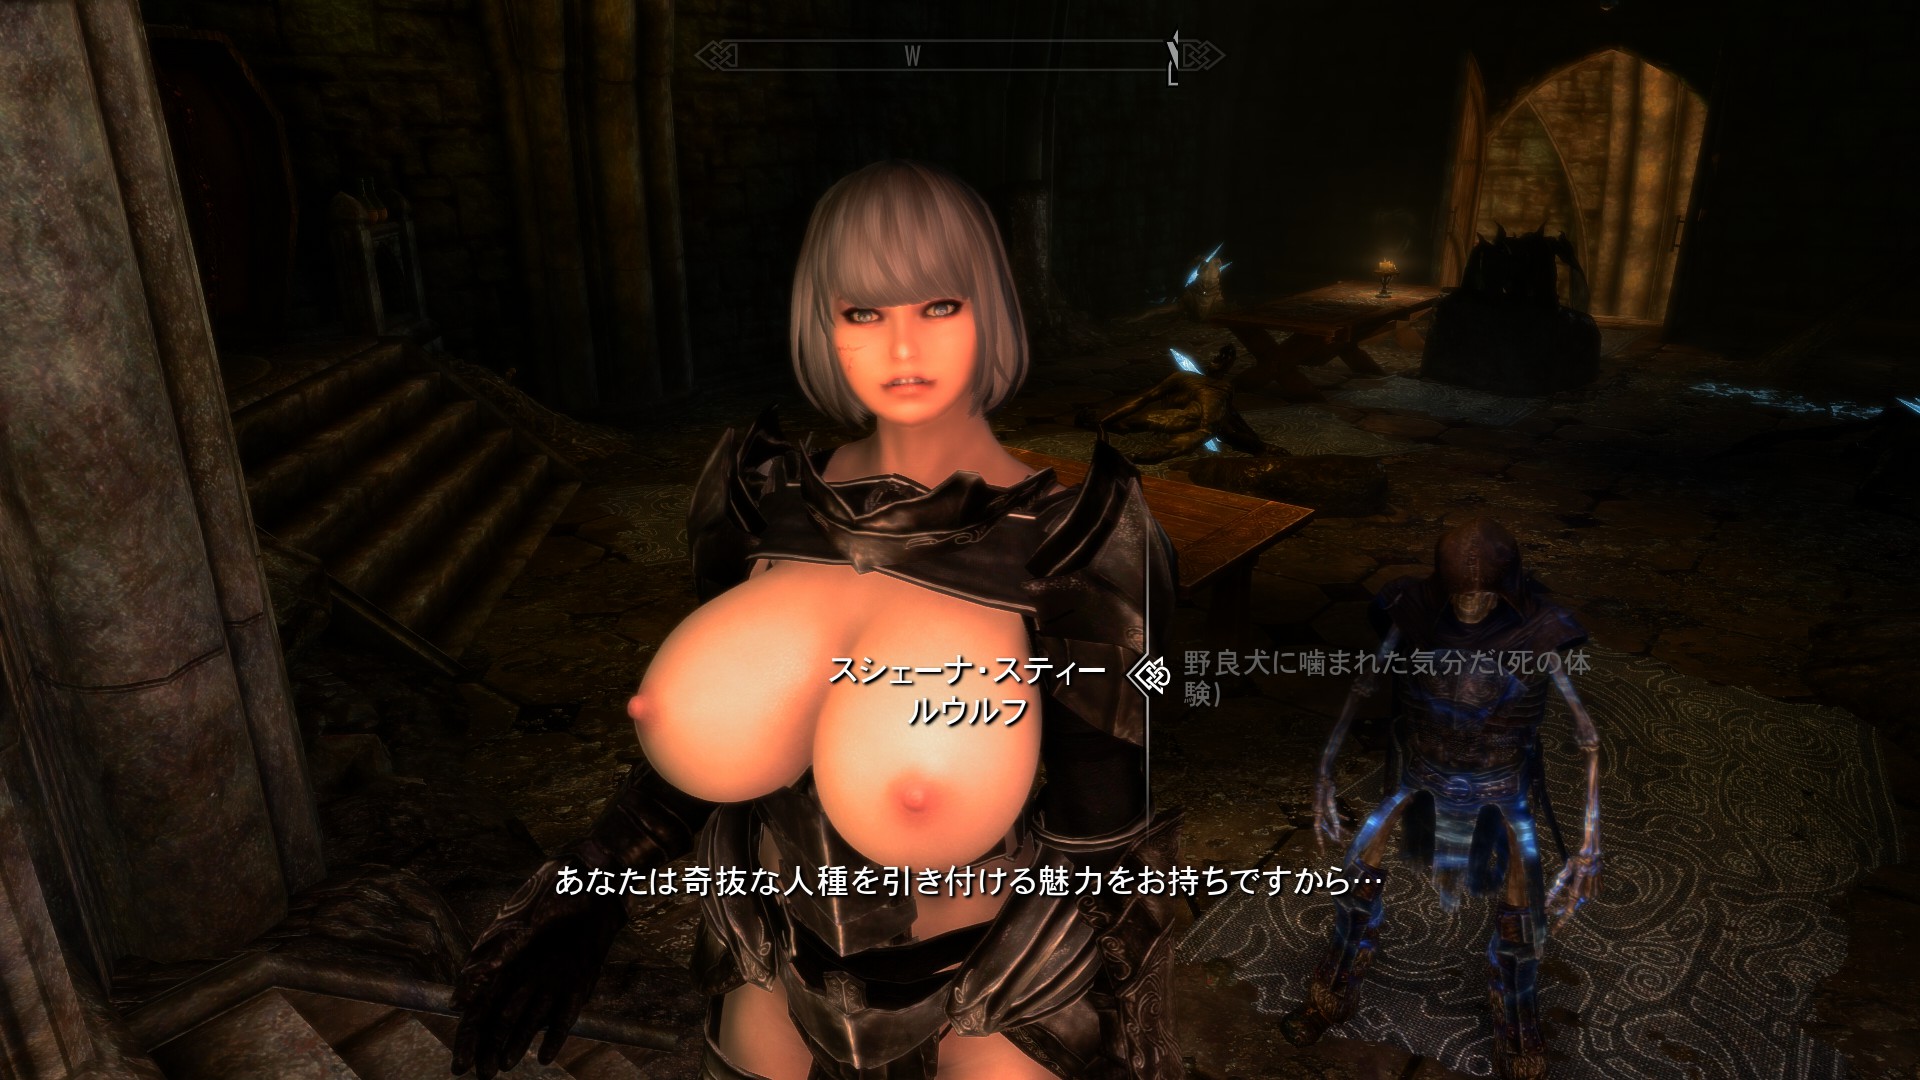 W
スシェーナ・スティー
ルウルフ
野良犬に噛まれた気分だ(死の体
験)
あなたは奇抜な人種を引き付ける魅力をお持ちですから…